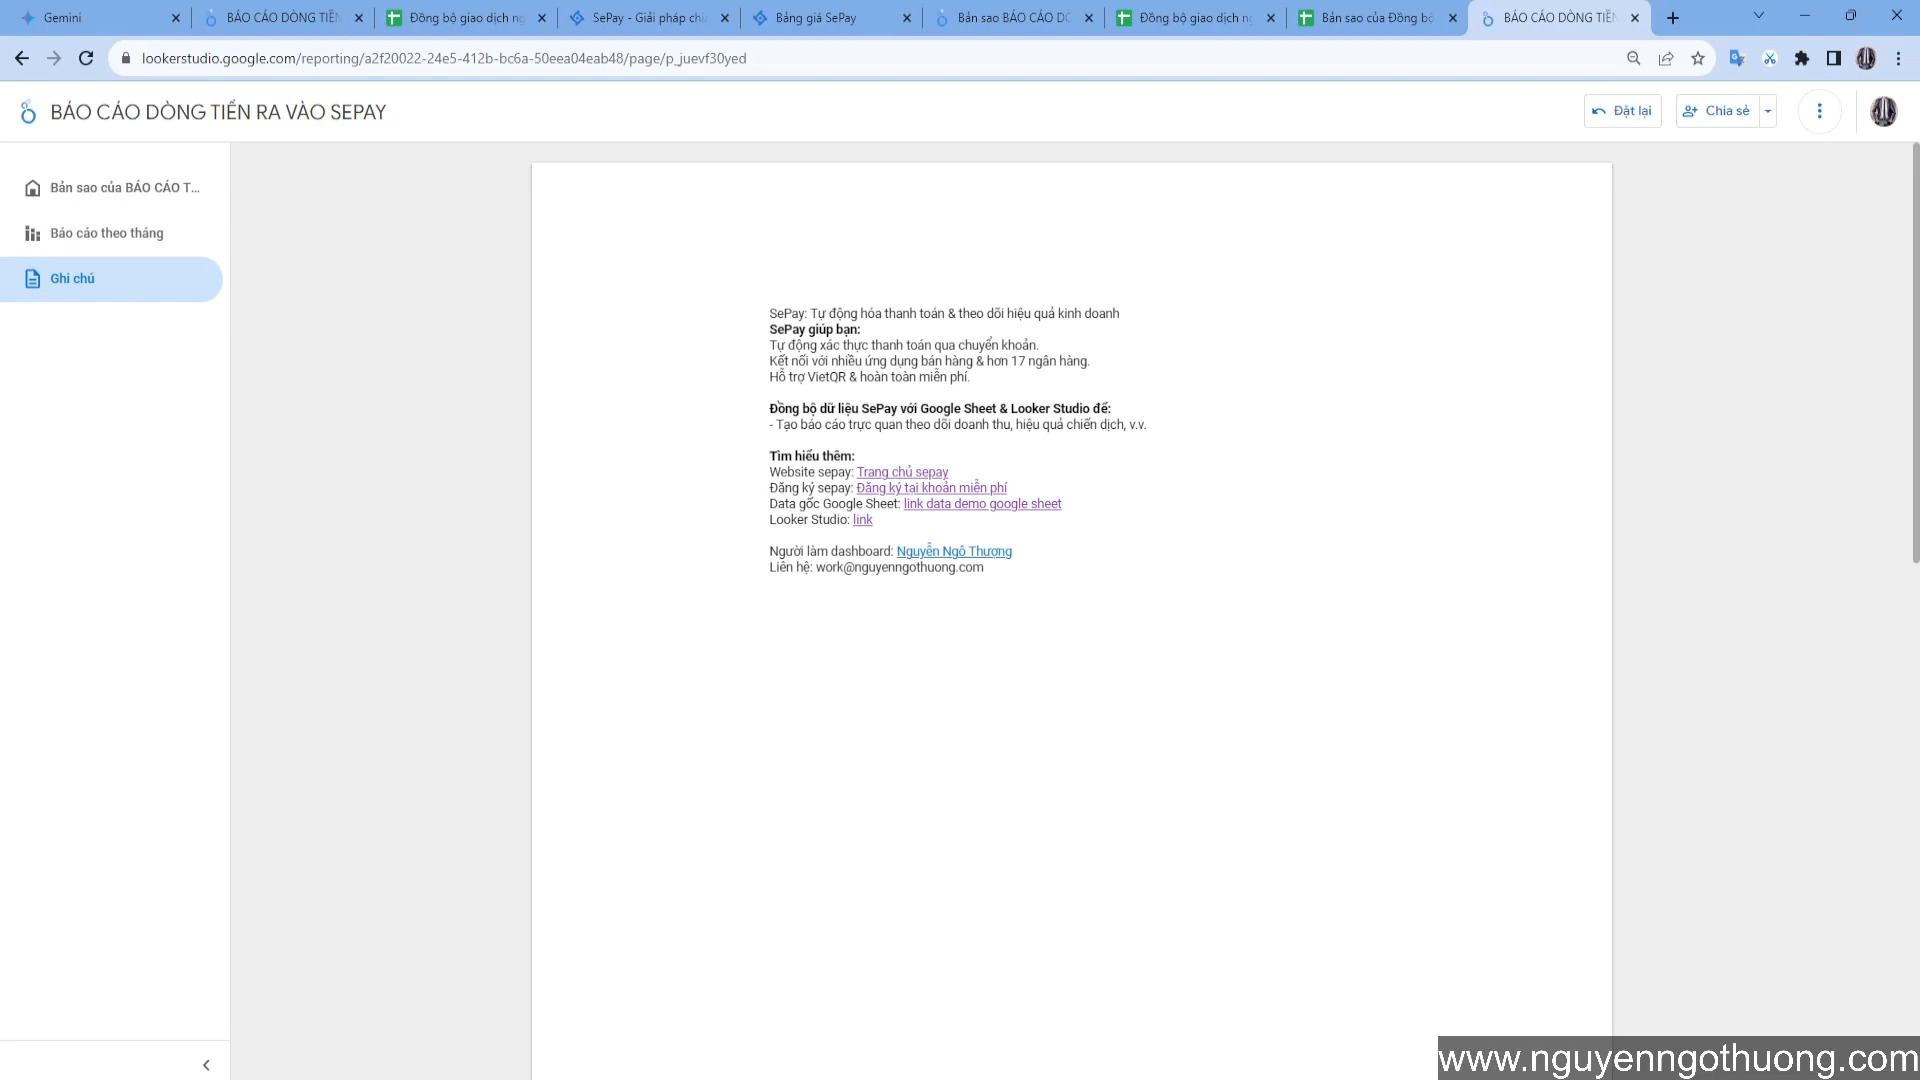 Gemini
BÁO CÁO DÒNG TIỀN
Đồng bộ giao dịch ng
SePay - Giải pháp chi
Bảng giá SePay
Bản sao BÁO CÁO DÒ
Đồng bộ giao dịch ng
Bản sao của Đồng bộ
BÁO CÁO DÒNG TIỀN
lookerstudio.google.com/reporting/a2f20022-24e5-412b-bc6a-50eea04eab48/page/p_juevf30yed
BÁO CÁO DÒNG TIỀN RA VÀO SEPAY
Đặt lại
Chia sẻ
Bản sao của BÁO CÁO T...
Báo cáo theo tháng
Ghi chú
SePay: Tự động hóa thanh toán & theo dõi hiệu quả kinh doanh
SePay giúp bạn:
Tự động xác thực thanh toán qua chuyển khoản.
Kết nối với nhiều ứng dụng bán hàng & hơn 17 ngân hàng.
Hỗ trợ VietQR & hoàn toàn miễn phí.
Đồng bộ dữ liệu SePay với Google Sheet & Looker Studio để:
- Tạo báo cáo trực quan theo dõi doanh thu, hiệu quả chiến dịch, v.v.
Tìm hiểu thêm:
Website sepay: Trang chủ sepay
Đăng ký sepay: Đăng ký tại khoản miễn phí
Data gốc Google Sheet: link data demo google sheet
Looker Studio: link
Người làm dashboard: Nguyễn Ngô Thượng
Liên hệ: work@nguyenngothuong.com
www.nguyenngothuong.com